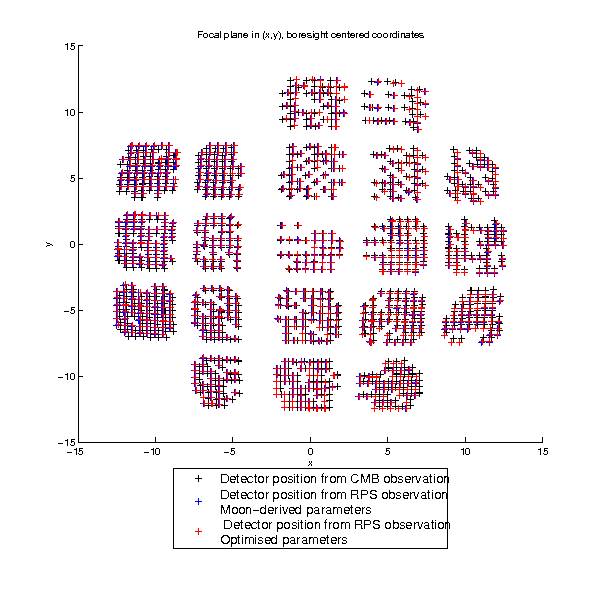 Focal plane in (x,y), boresight centered coordinates.
15
10
5
0
−5
−10
−15
y
−15 −10 −5 0 5 10 15
x
Detector position from CMB observation
Detector position from RPS observation
Moon−derived parameters
Detector position from RPS observation
Optimised parameters